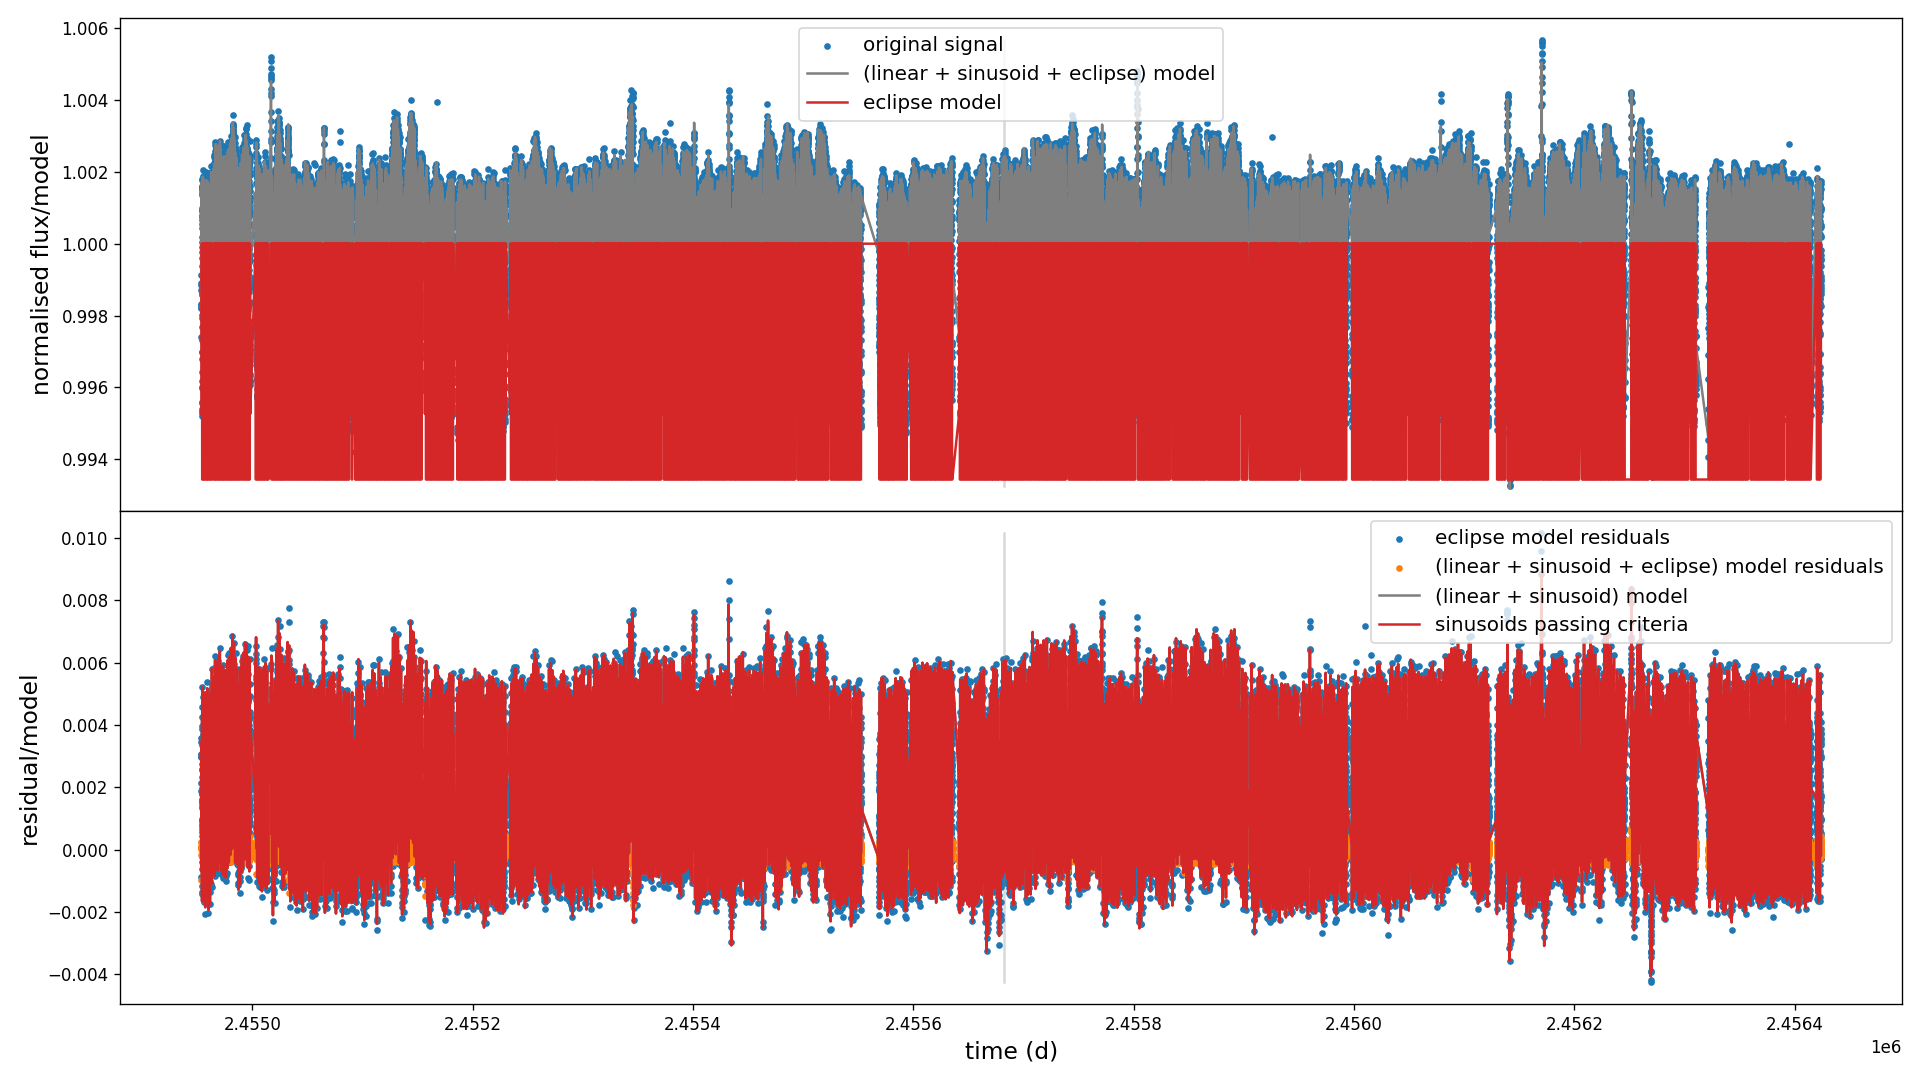 normalised flux/model
1.006
1.004
1.002
1.000
0.998
0.996
0.994
original signal
(linear + sinusoid + eclipse) model
eclipse model
residual/model
0.010
0.008
0.006
0.004
0.002
0.000
−0.002
−0.004
eclipse model residuals
(linear + sinusoid + eclipse) model residuals
(linear + sinusoid) model
sinusoids passing criteria
2.4550 2.4552 2.4554 2.4556 2.4558 2.4560 2.4562 2.4564
1e6
time (d)